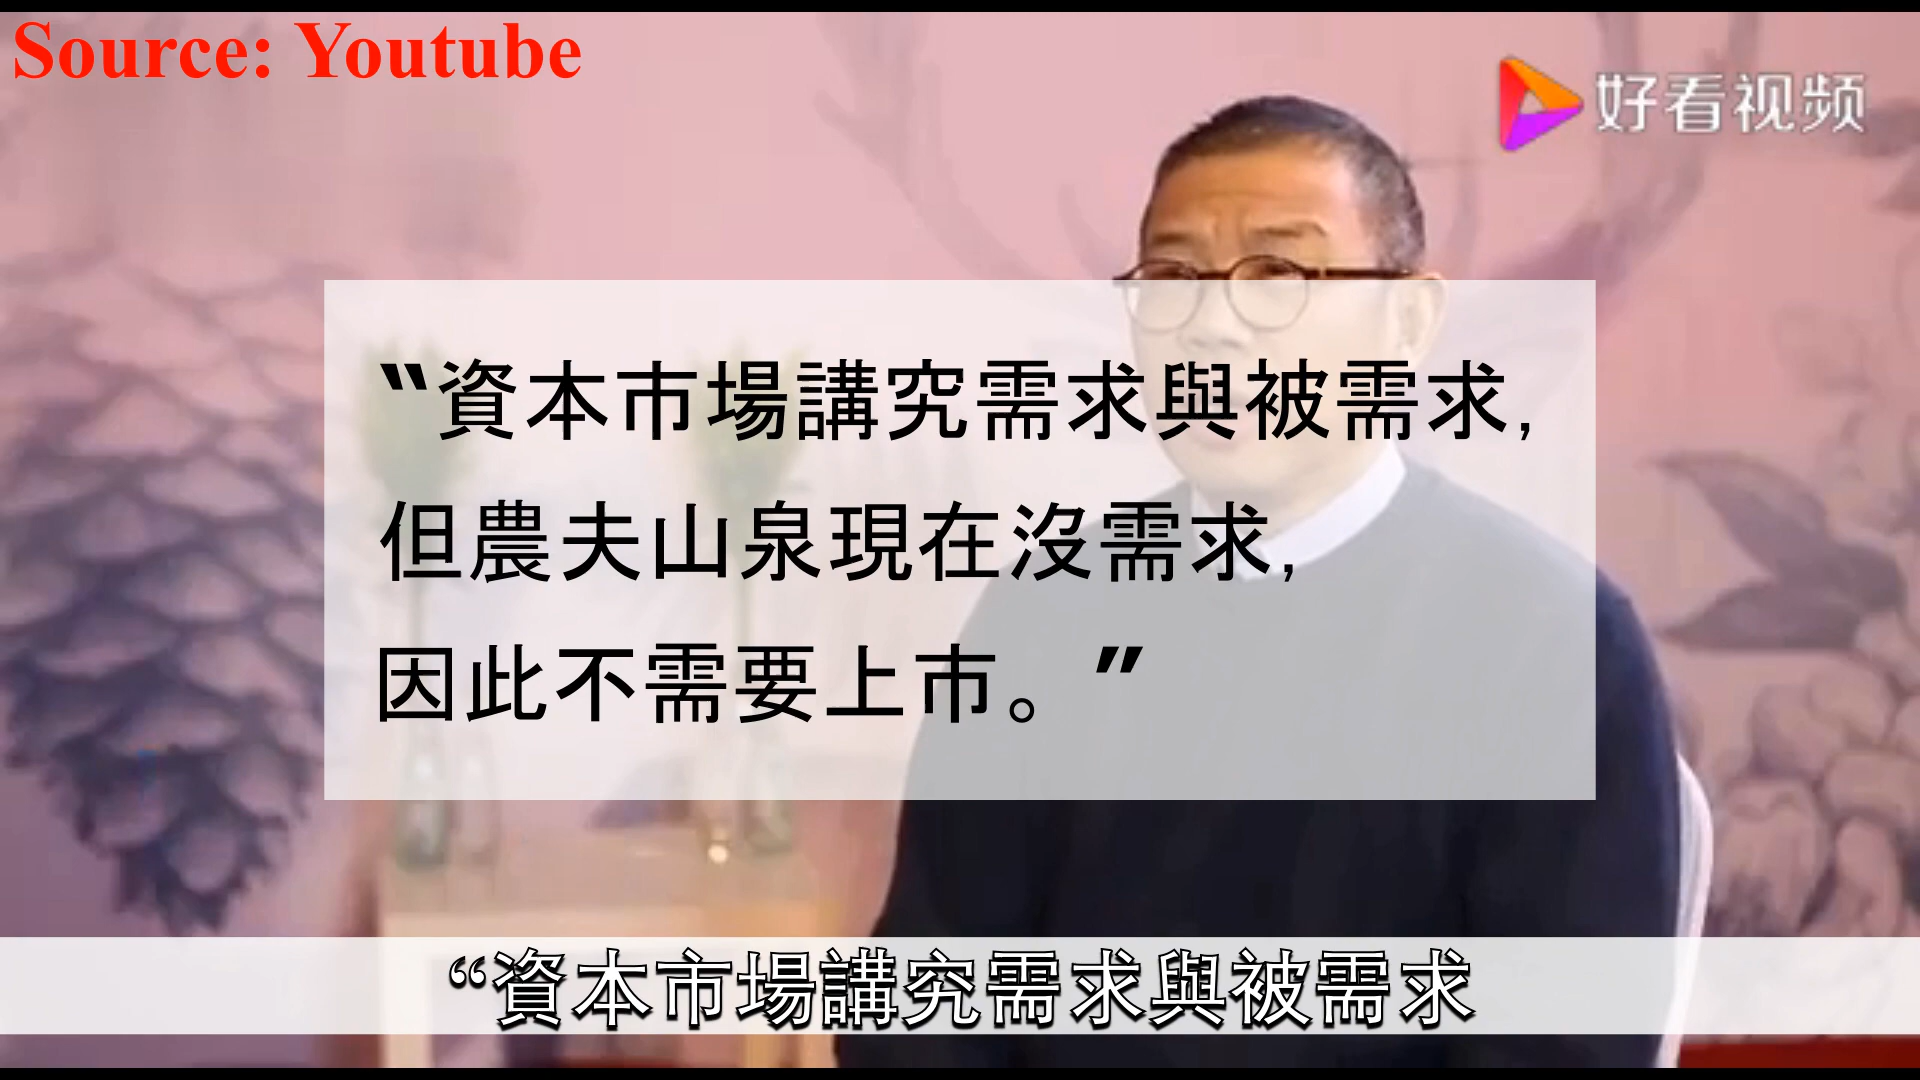 Source: Youtube
好看视频
“資本市場講究需求與被需求,
但農夫山泉現在沒需求,
因此不需要上市。”
“資本市場講究需求與被需求